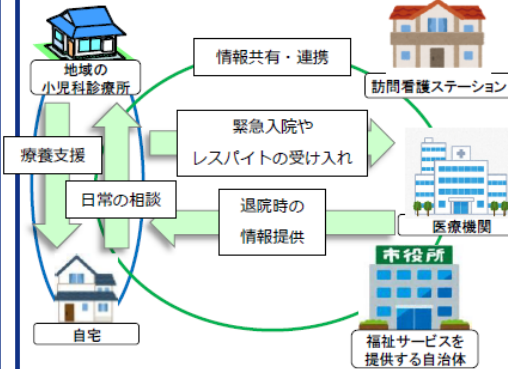 地域の
小児科診療所
情報共有・連携
訪問看護ステーション
緊急入院や
レスパイトの受け入れ
療養支援
日常の相談
退院時の
情報提供
医療機関
市役所
自宅
福祉サービスを
提供する自治体